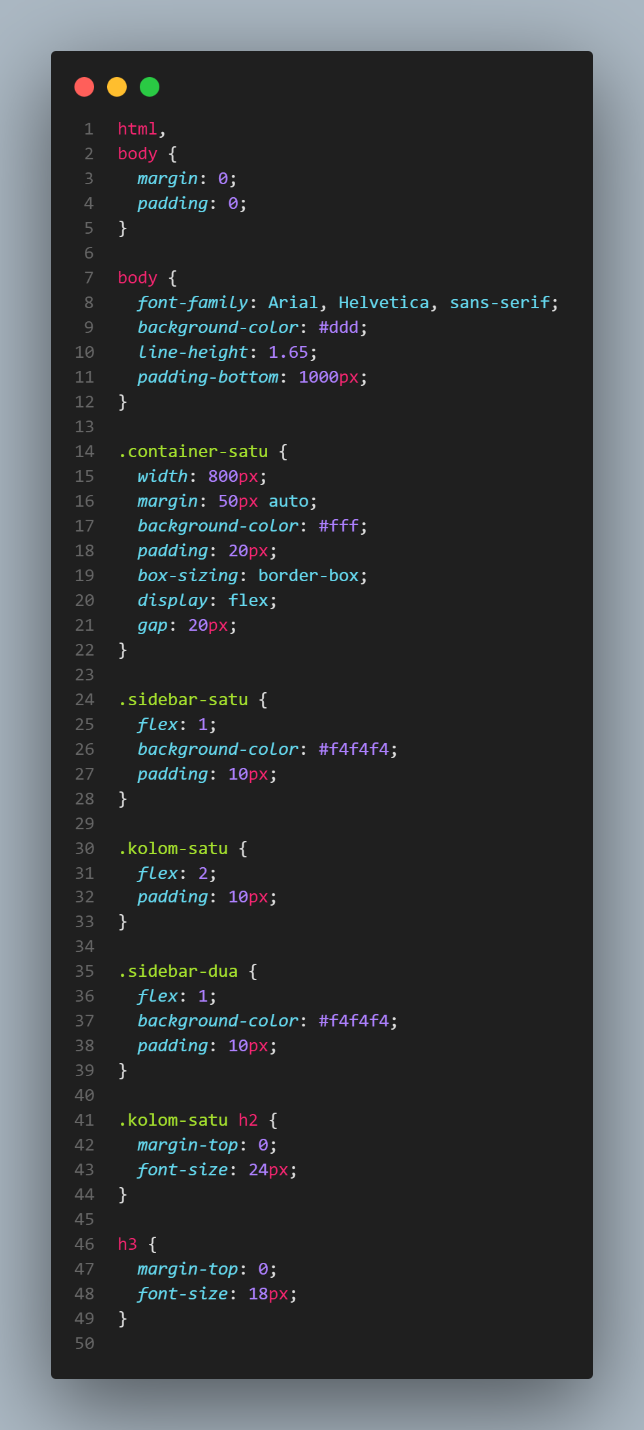 1 html,
2 body {
3   margin: 0;
4   padding: 0;
5 }
6
7 body {
8   font-family: Arial, Helvetica, sans-serif;
9   background-color: #ddd;
10   line-height: 1.65;
11   padding-bottom: 1000px;
12 }
13
14 .container-satu {
15   width: 800px;
16   margin: 50px auto;
17   background-color: #fff;
18   padding: 20px;
19   box-sizing: border-box;
20   display: flex;
21   gap: 20px;
22 }
23
24 .sidebar-satu {
25   flex: 1;
26   background-color: #f4f4f4;
27   padding: 10px;
28 }
29
30 .kolom-satu {
31   flex: 2;
32   padding: 10px;
33 }
34
35 .sidebar-dua {
36   flex: 1;
37   background-color: #f4f4f4;
38   padding: 10px;
39 }
40
41 .kolom-satu h2 {
42   margin-top: 0;
43   font-size: 24px;
44 }
45
46 h3 {
47   margin-top: 0;
48   font-size: 18px;
49 }
50